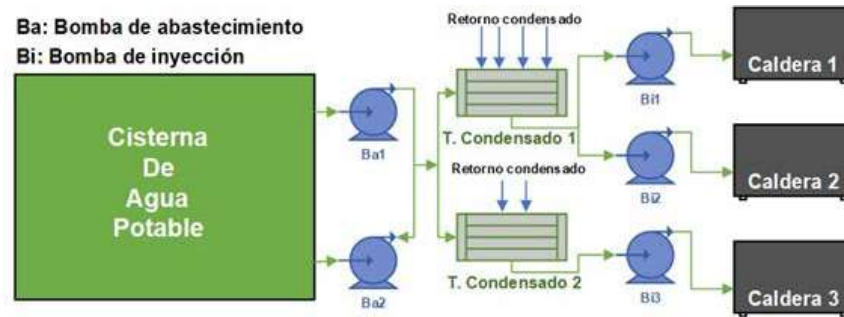 Ba: Bomba de abastecimiento
Bi: Bomba de inyección
Cisterna
De
Agua
Potable
Ba1
Ba2
Retorno condensado
T. Condensado 1
Retorno condensado
T. Condensado 2
Bi1
Bi2
Bi3
Caldera 1
Caldera 2
Caldera 3